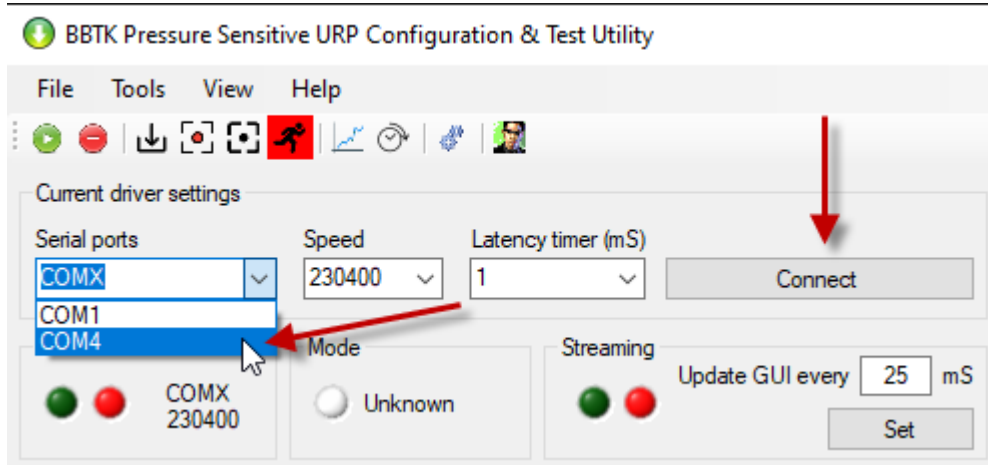 BBTK Pressure Sensitive URP Configuration & Test Utility
File Tools View Help
Current driver settings
Serial ports Speed Latency timer (mS)
COMX 230400 1 Connect
COM1
COM4
Mode Streaming
COMX
230400
Unknown
Update GUI every 25 mS
Set